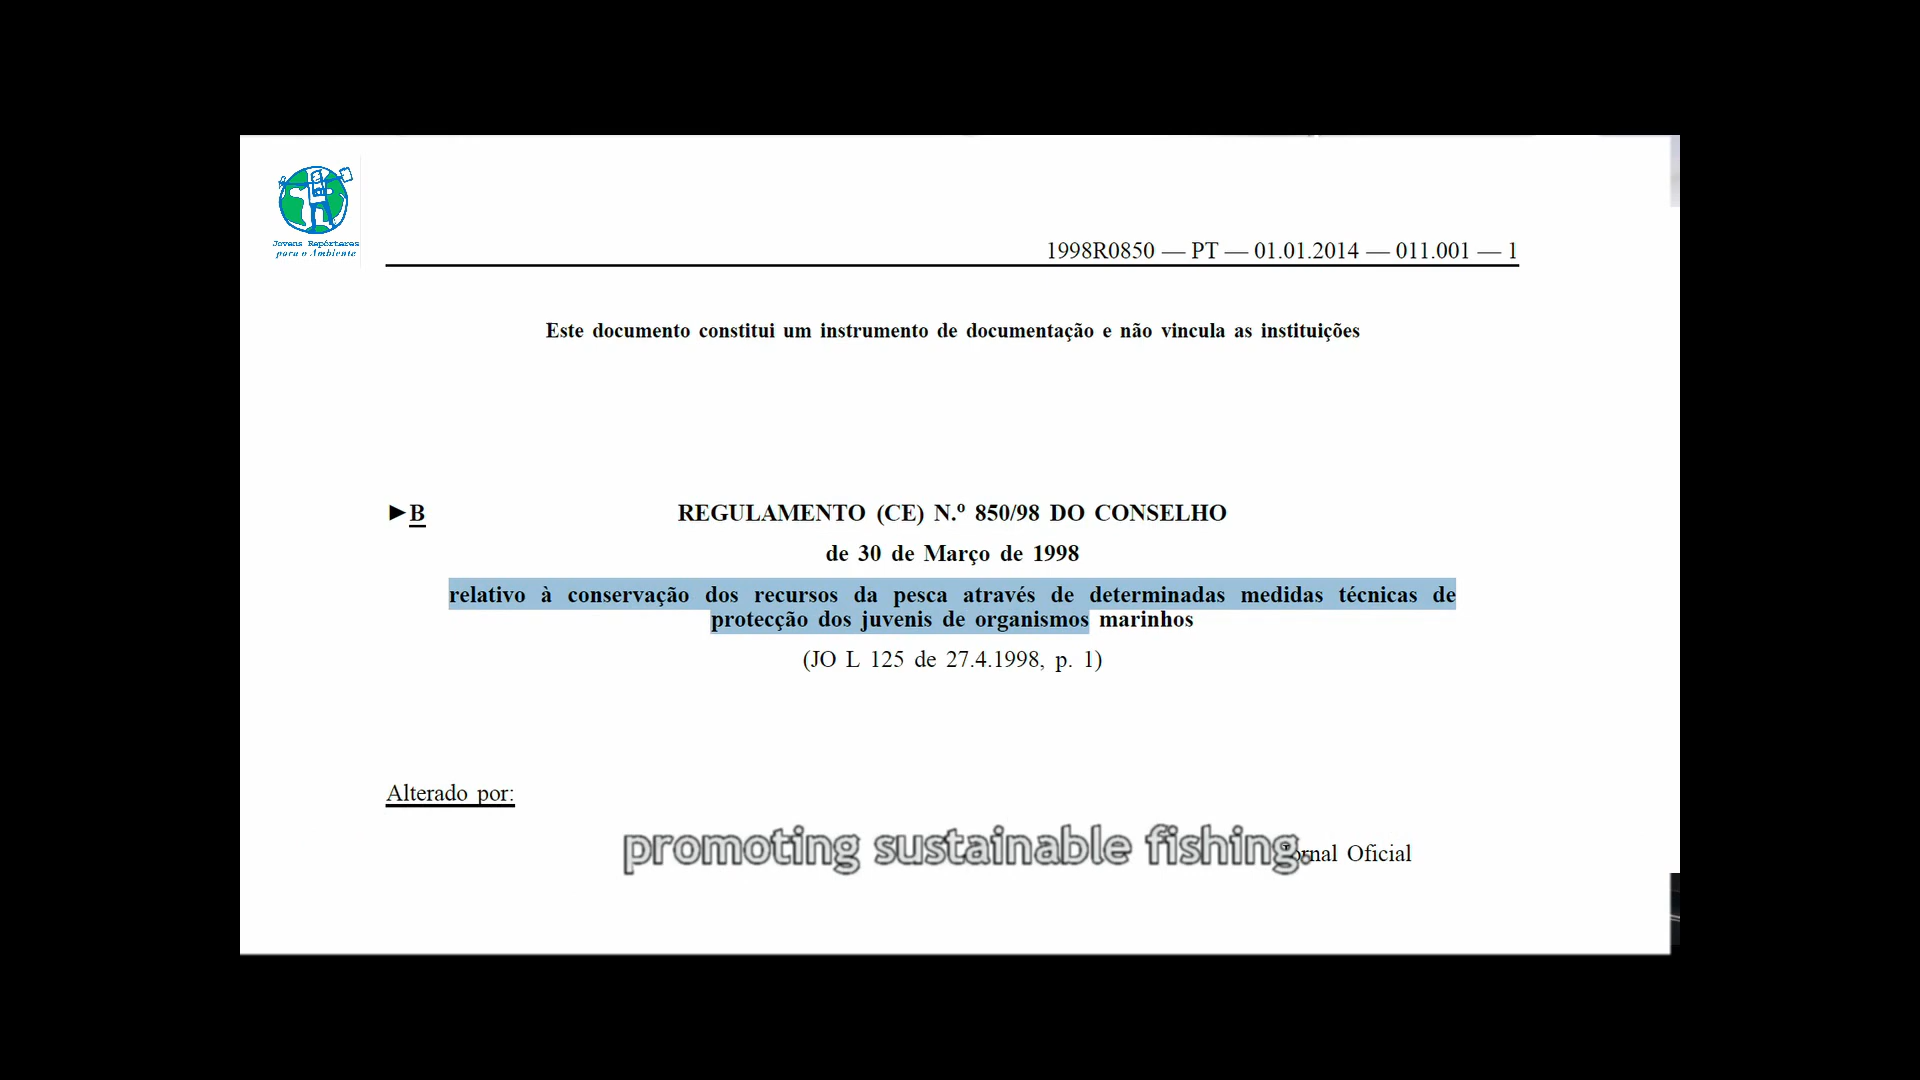 Jovens Repórteres
para o Ambiente
1998R0850 — PT — 01.01.2014 — 011.001 — 1
Este documento constitui um instrumento de documentação e não vincula as instituições
►B
REGULAMENTO (CE) N.º 850/98 DO CONSELHO
de 30 de Março de 1998
relativo à conservação dos recursos da pesca através de determinadas medidas técnicas de
protecção dos juvenis de organismos marinhos
(JO L 125 de 27.4.1998, p. 1)
Alterado por:
promoting sustainable fishing.
Oficial